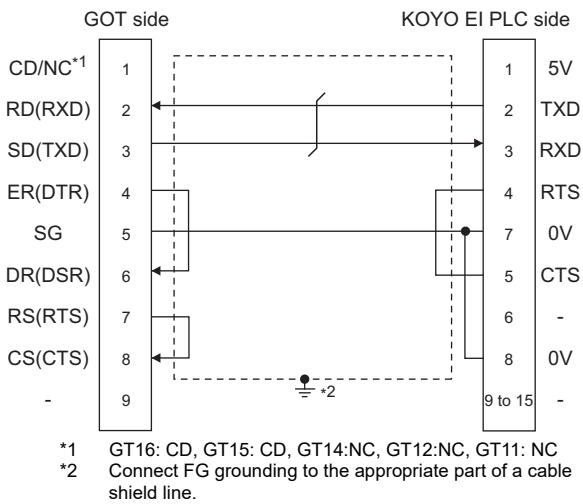 GOT side KOYO EI PLC side
CD/NC*1 1 1 5V
RD(RXD) 2 2 TXD
SD(TXD) 3 3 RXD
ER(DTR) 4 4 RTS
SG 5 7 0V
DR(DSR) 6 5 CTS
RS(RTS) 7 6 -
CS(CTS) 8 8 0V
- 9 *2 9 to 15 -
*1 GT16: CD, GT15: CD, GT14:NC, GT12:NC, GT11: NC
*2 Connect FG grounding to the appropriate part of a cable
shield line.